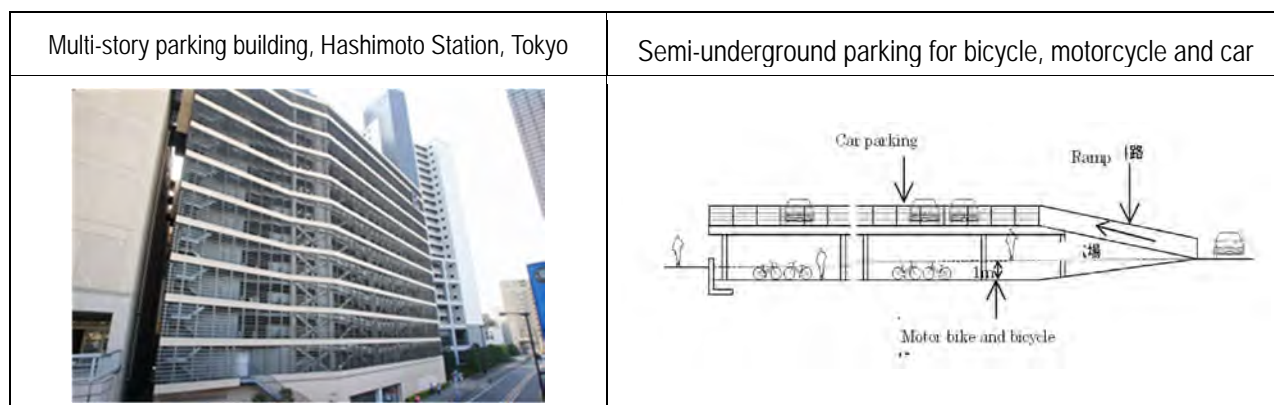 Multi-story parking building, Hashimoto Station, Tokyo
Semi-underground parking for bicycle, motorcycle and car
Car parking
Ramp 路
場
1m
Motor bike and bicycle